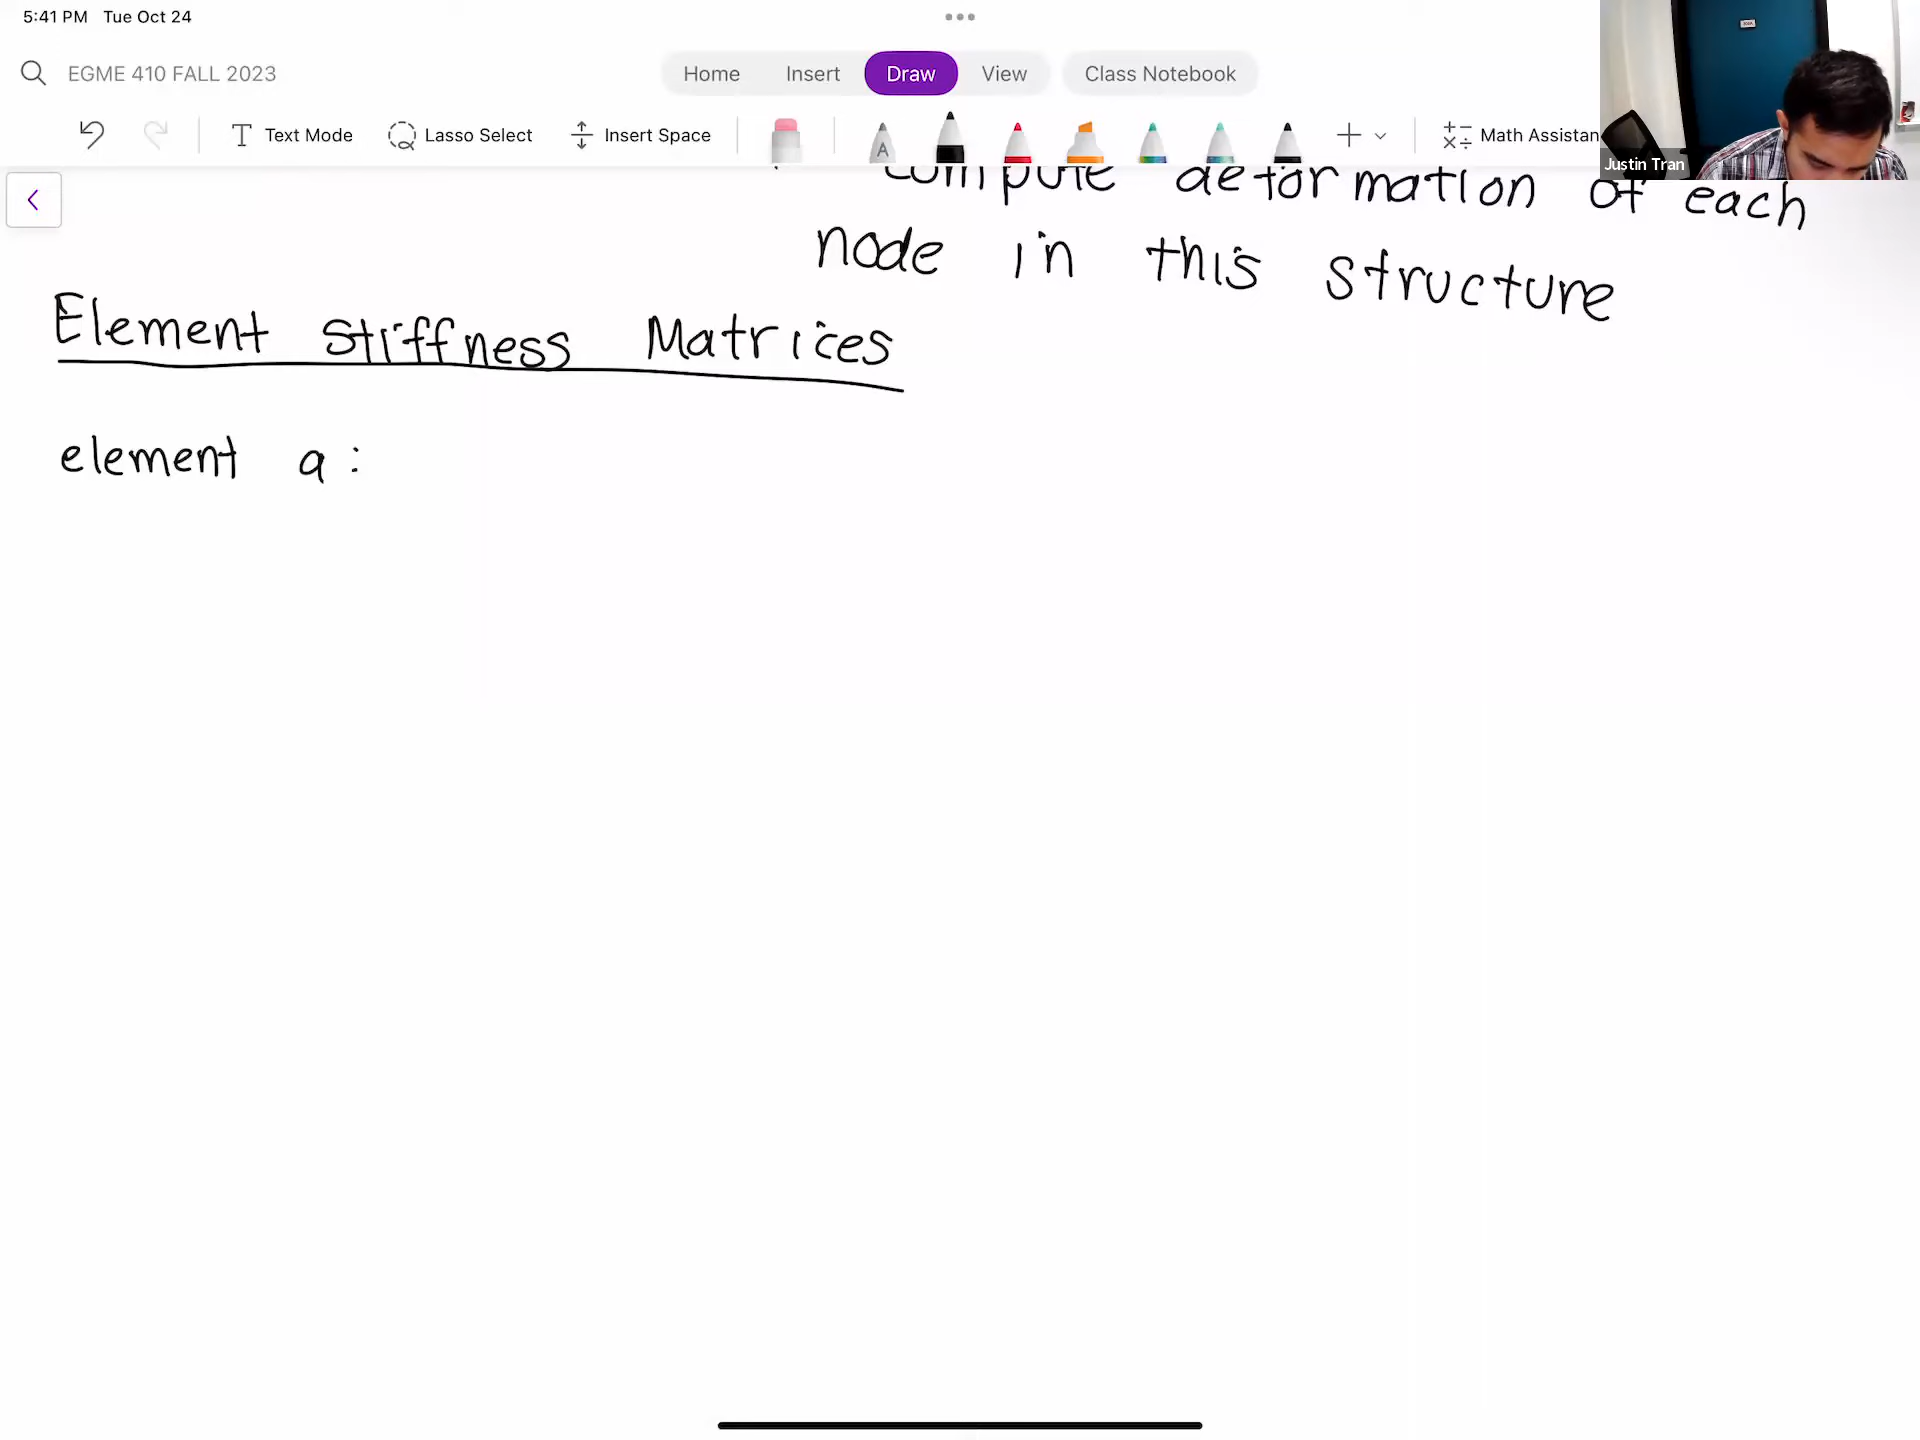 5:41 PM Tue Oct 24
EGME 410 FALL 2023
Home Insert Draw View Class Notebook
Text Mode Lasso Select Insert Space A Math Assistan
Justin Tran
compute deformation of each
node in this structure
Element Stiffness Matrices
element a: